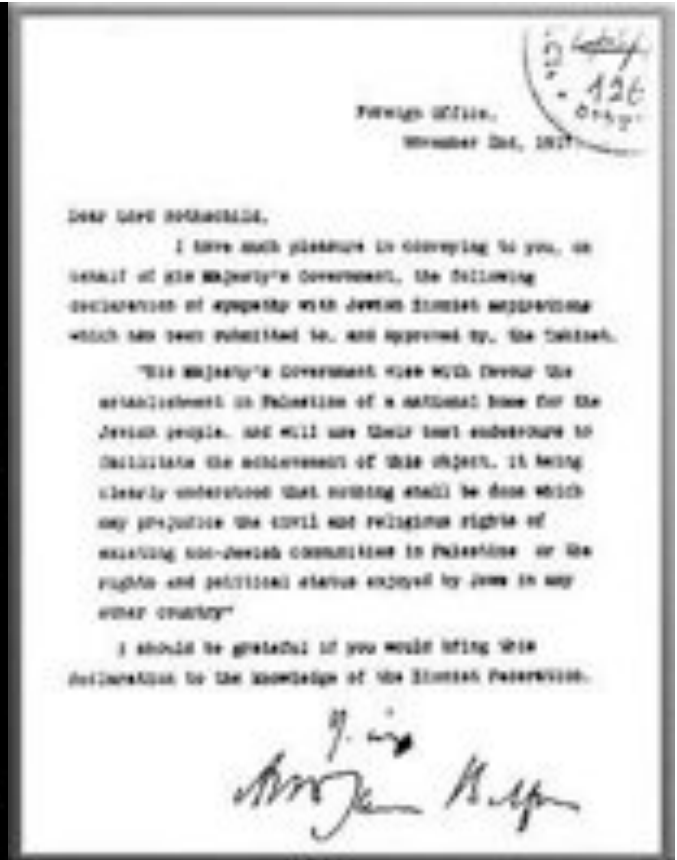 Foreign Office,
November 2nd, 1917.
Dear Lord Rothschild,
I have much pleasure in conveying to you, on
behalf of His Majesty's Government, the following
declaration of sympathy with Jewish Zionist aspirations
which has been submitted to, and approved by, the Cabinet.
"His Majesty's Government view with favour the
establishment in Palestine of a national home for the
Jewish people, and will use their best endeavours to
facilitate the achievement of this object, it being
clearly understood that nothing shall be done which
may prejudice the civil and religious rights of
existing non-Jewish communities in Palestine or the
rights and political status enjoyed by Jews in any
other country"
I should be grateful if you would bring this
declaration to the knowledge of the Zionist Federation.